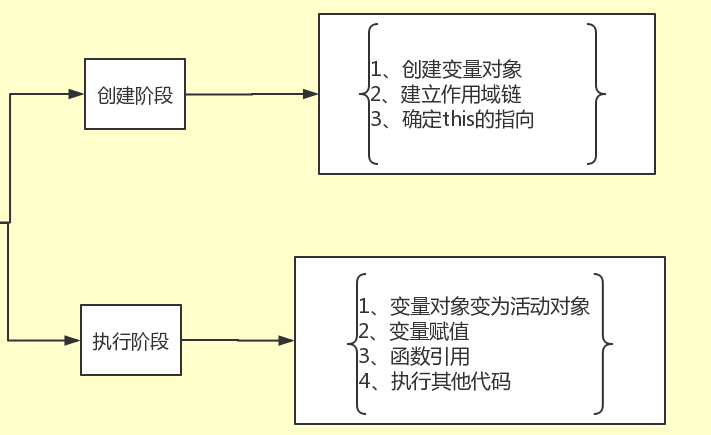 创建阶段
1、创建变量对象
2、建立作用域链
3、确定this的指向
执行阶段
1、变量对象变为活动对象
2、变量赋值
3、函数引用
4、执行其他代码